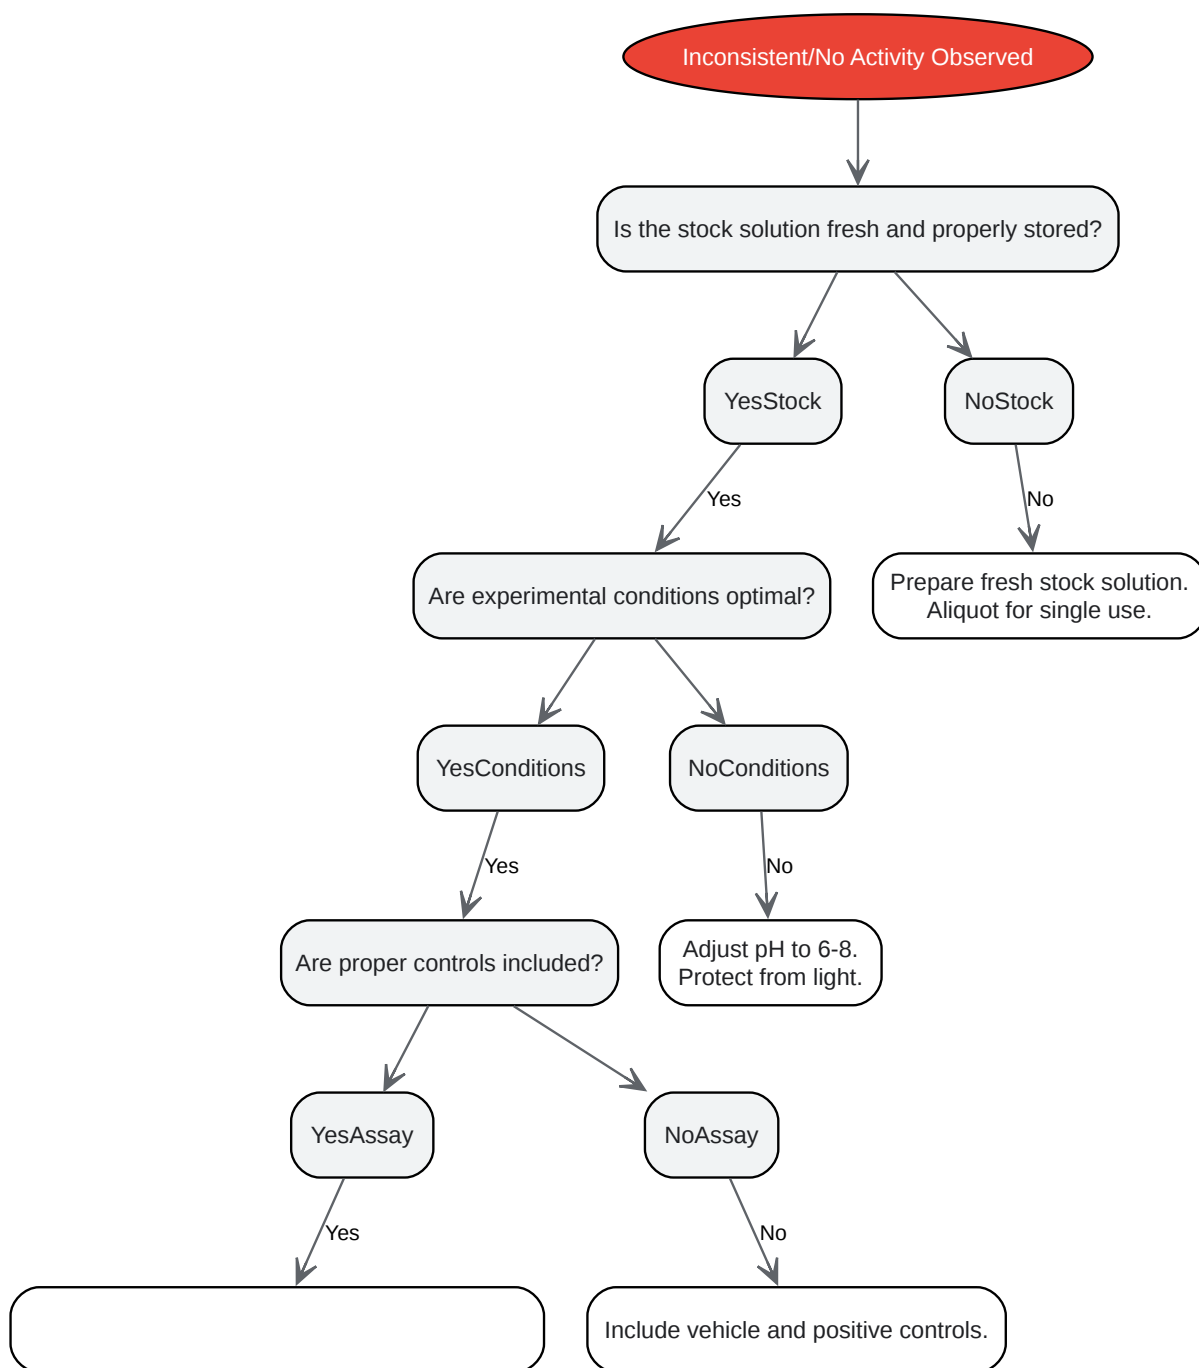 Inconsistent/No Activity Observed
Is the stock solution fresh and properly stored?
YesStock
NoStock
Yes
No
Are experimental conditions optimal?
Prepare fresh stock solution.
Aliquot for single use.
YesConditions
NoConditions
Yes
No
Are proper controls included?
Adjust pH to 6-8.
Protect from light.
YesAssay
NoAssay
Yes
No
Include vehicle and positive controls.